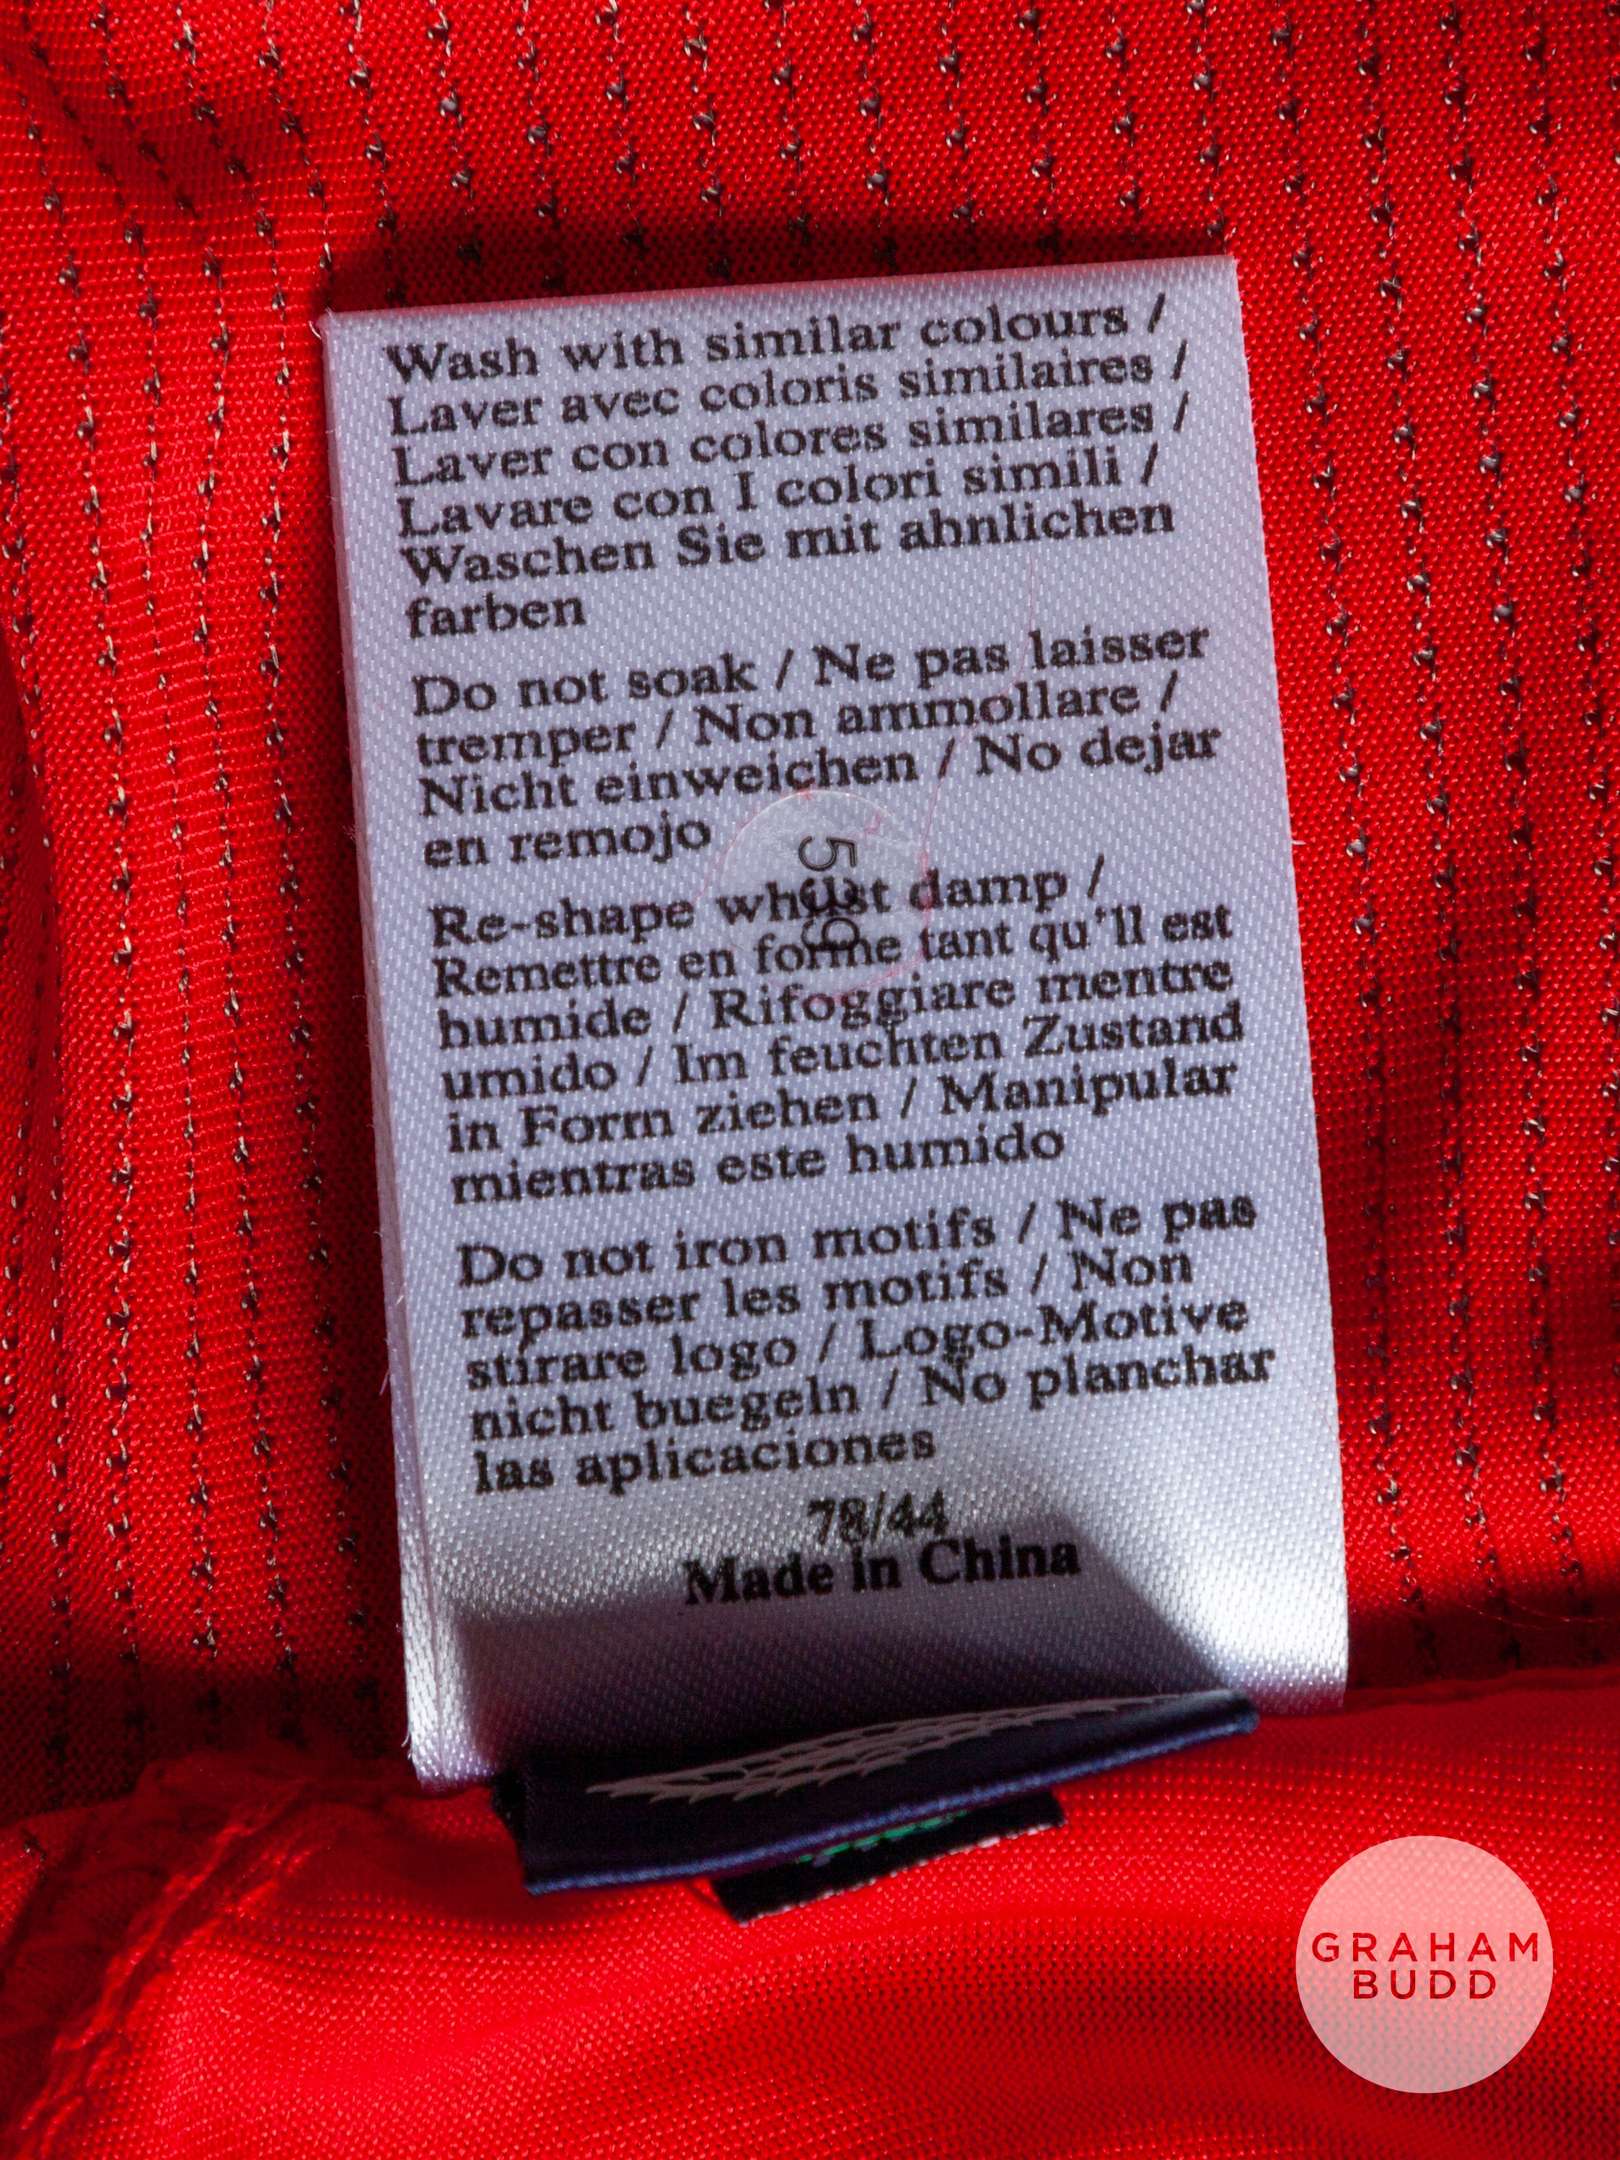 Wash with similar colours /
Laver avec coloris similaires /
Laver con colores similares /
Lavare con I colori simili /
Waschen Sie mit ahnlichen
farben
Do not soak / Ne pas laisser
tremper / Non ammollare /
Nicht einweichen / No dejar
en remojo
Re-shape whilst damp /
Remettre en forme tant qu'll est
humide / Rifoggiare mentre
umido / Im feuchten Zustand
in Form ziehen / Manipular
mientras este humido
Do not iron motifs / Ne pas
repasser les motifs / Non
stirare logo / Logo-Motive
nicht buegeln / No planchar
las aplicaciones
78/44
Made in China
GRAHAM
BUDD